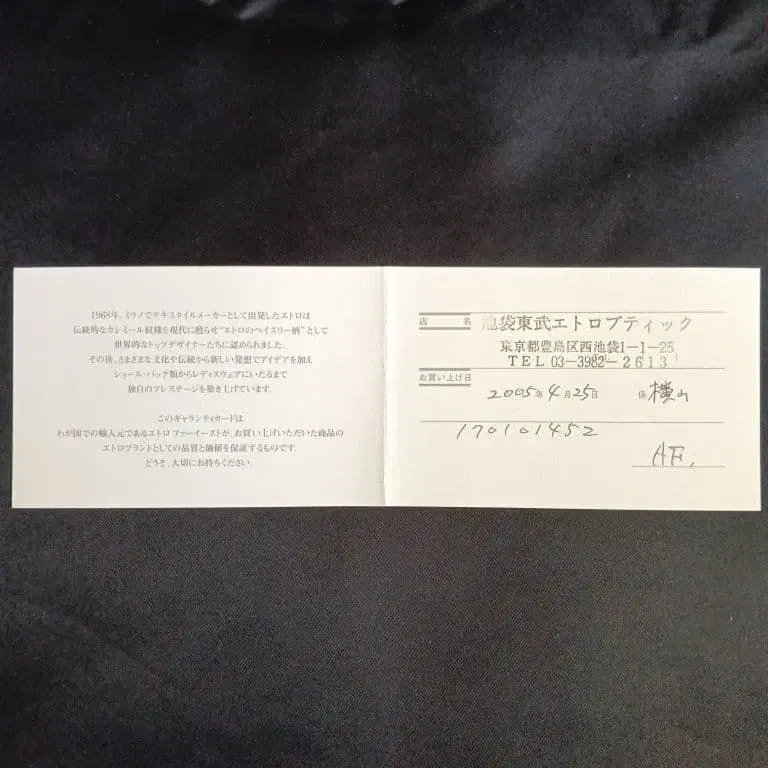 1968年、ミラノでテキスタイルメーカーとして出発したエトロは
伝統的なカシミール紋様を現代に甦らせ“エトロのペイズリー柄”として
世界的なトップデザイナーたちに認められました。
その後、さまざまな文化や伝統から新しい発想でアイデアを加え
ショール・バッグ類からレディスウェアにいたるまで
独自のプレステージを築き上げています。
このギャランティカードは
わが国での輸入元であるエトロ ファーイーストが、お買い上げいただいた商品の
エトロブランドとしての品質と価値を保証するものです。
どうぞ、大切にお持ちください。
店名 池袋東武エトロブティック
東京都豊島区西池袋1-1-25
TEL 03-3982-2613
お買い上げ日 2005年4月25日 係 横山
170101452
AF.